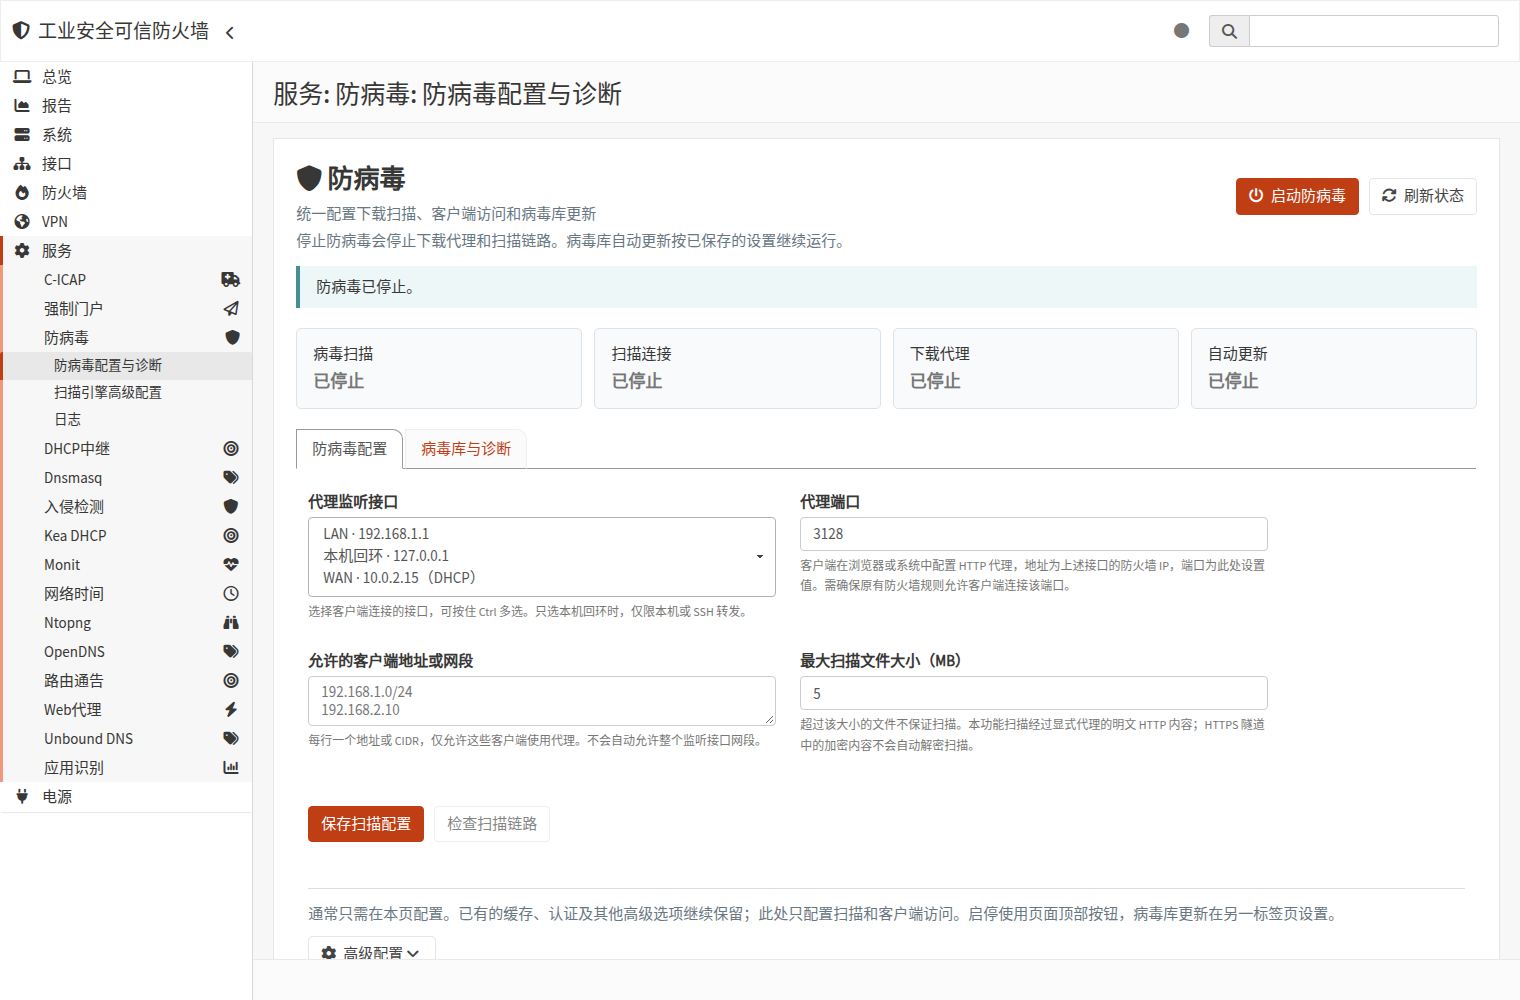 工业安全可信防火墙
总览
报告
系统
接口
防火墙
VPN
服务
C-ICAP
强制门户
防病毒
防病毒配置与诊断
扫描引擎高级配置
日志
DHCP中继
Dnsmasq
入侵检测
Kea DHCP
Monit
网络时间
Ntopng
OpenDNS
路由通告
Web代理
Unbound DNS
应用识别
电源
服务: 防病毒: 防病毒配置与诊断
防病毒
启动防病毒
刷新状态
统一配置下载扫描、客户端访问和病毒库更新
停止防病毒会停止下载代理和扫描链路。病毒库自动更新按已保存的设置继续运行。
防病毒已停止。
病毒扫描
已停止
扫描连接
已停止
下载代理
已停止
自动更新
已停止
防病毒配置
病毒库与诊断
代理监听接口
LAN · 192.168.1.1
本机回环 · 127.0.0.1
WAN · 10.0.2.15（DHCP）
选择客户端连接的接口，可按住 Ctrl 多选。只选本机回环时，仅限本机或 SSH 转发。
代理端口
3128
客户端在浏览器或系统中配置 HTTP 代理，地址为上述接口的防火墙 IP，端口为此处设置
值。需确保原有防火墙规则允许客户端连接该端口。
允许的客户端地址或网段
192.168.1.0/24
192.168.2.10
每行一个地址或 CIDR，仅允许这些客户端使用代理。不会自动允许整个监听接口网段。
最大扫描文件大小（MB）
5
超过该大小的文件不保证扫描。本功能扫描经过显式代理的明文 HTTP 内容；HTTPS 隧道
中的加密内容不会自动解密扫描。
保存扫描配置
检查扫描链路
通常只需在本页配置。已有的缓存、认证及其他高级选项继续保留；此处只配置扫描和客户端访问。启停使用页面顶部按钮，病毒库更新在另一标签页设置。
高级配置